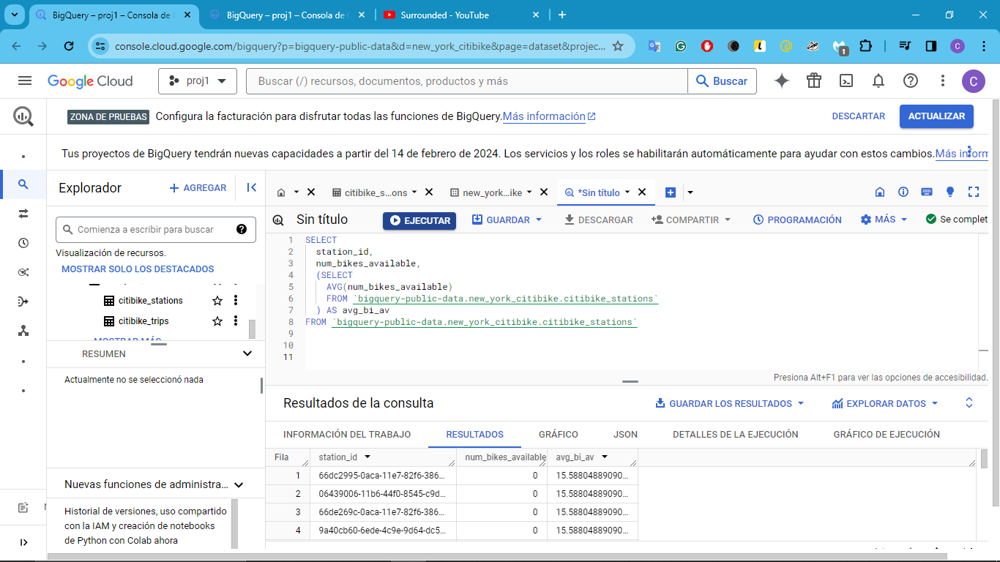 BigQuery – proj1 – Consola de
BigQuery – proj1 – Consola de
Surrounded - YouTube
console.cloud.google.com/bigquery?p=bigquery-public-data&d=new_york_citibike&page=dataset&projec...
1
C
Google Cloud
proj1
Buscar (/) recursos, documentos, productos y más
Buscar
C
ZONA DE PRUEBAS
Configura la facturación para disfrutar todas las funciones de BigQuery.Más información
DESCARTAR
ACTUALIZAR
Tus proyectos de BigQuery tendrán nuevas capacidades a partir del 14 de febrero de 2024. Los servicios y los roles se habilitarán automáticamente para ayudar con estos cambios.Más inform
Explorador
AGREGAR
citibike_s...ons
new_york...ike
*Sin título
Sin título
EJECUTAR
GUARDAR
DESCARGAR
COMPARTIR
PROGRAMACIÓN
MÁS
Se complet
Comienza a escribir para buscar
Visualización de recursos.
MOSTRAR SOLO LOS DESTACADOS
citibike_stations
citibike_trips
MOSTRAR MÁS
RESUMEN
Actualmente no se seleccionó nada
Nuevas funciones de administra...
Historial de versiones, uso compartido
con la IAM y creación de notebooks
de Python con Colab ahora
1 SELECT
2 station_id,
3 num_bikes_available,
4 (SELECT
5 AVG(num_bikes_available)
6 FROM `bigquery-public-data.new_york_citibike.citibike_stations`
7 ) AS avg_bi_av
8 FROM `bigquery-public-data.new_york_citibike.citibike_stations`
9
10
11
Presiona Alt+F1 para ver las opciones de accesibilidad.
Resultados de la consulta
GUARDAR LOS RESULTADOS
EXPLORAR DATOS
INFORMACIÓN DEL TRABAJO
RESULTADOS
GRÁFICO
JSON
DETALLES DE LA EJECUCIÓN
GRÁFICO DE EJECUCIÓN
Fila station_id num_bikes_available avg_bi_av
1 66dc2995-0aca-11e7-82f6-386... 0 15.58804889090...
2 06439006-11b6-44f0-8545-c9d... 0 15.58804889090...
3 66de269c-0aca-11e7-82f6-386... 0 15.58804889090...
4 9a40cb60-6ede-4c9e-9d64-dc5... 0 15.58804889090...